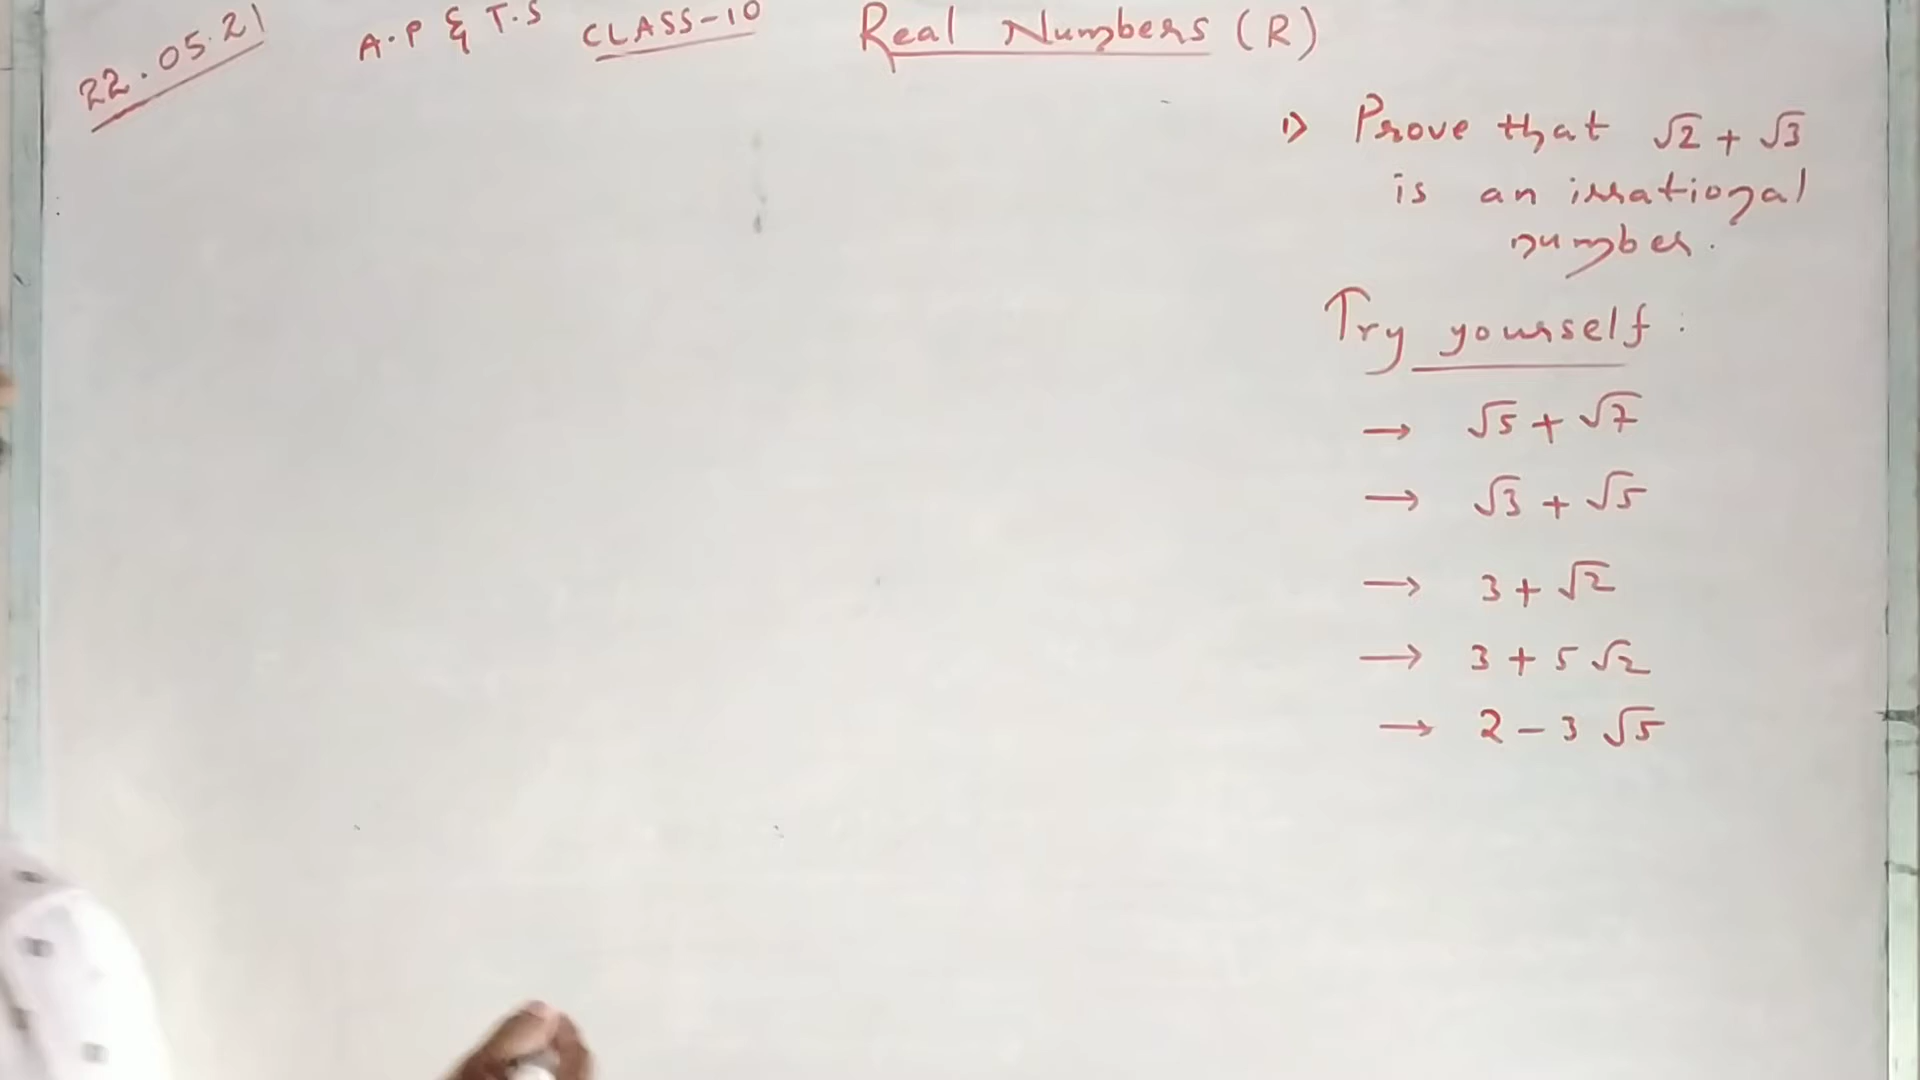 22.05.21 A.P & T.S CLASS-10 Real Numbers (R)
1) Prove that √2 + √3
is an irrational
number.
Try yourself:
→ √5 + √7
→ √3 + √5
→ 3 + √2
→ 3 + 5√2
→ 2 - 3√5